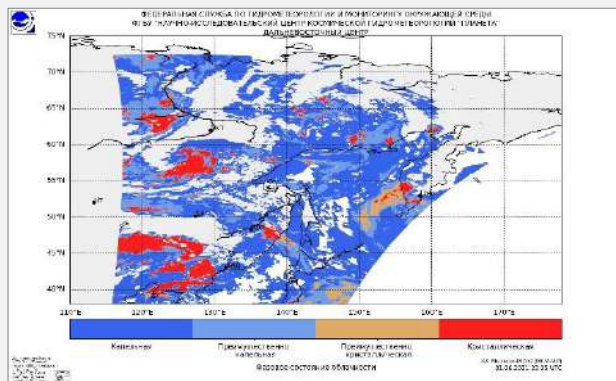 ФЕДЕРАЛЬНАЯ СЛУЖБА ПО ГИДРОМЕТЕОРОЛОГИИ И МОНИТОРИНГУ ОКРУЖАЮЩЕЙ СРЕДЫ
ФГБУ "НАУЧНО-ИССЛЕДОВАТЕЛЬСКИЙ ЦЕНТР КОСМИЧЕСКОЙ ГИДРОМЕТЕОРОЛОГИИ "ПЛАНЕТА"
ДАЛЬНЕВОСТОЧНЫЙ ЦЕНТР
75°N
70°N
65°N
60°N
55°N
50°N
45°N
40°N
110°E 120°E 130°E 140°E 150°E 160°E 170°E
Капельная Преимущественно капельная Преимущественно кристаллическая Кристаллическая
Фазовое состояние облачности
UTC